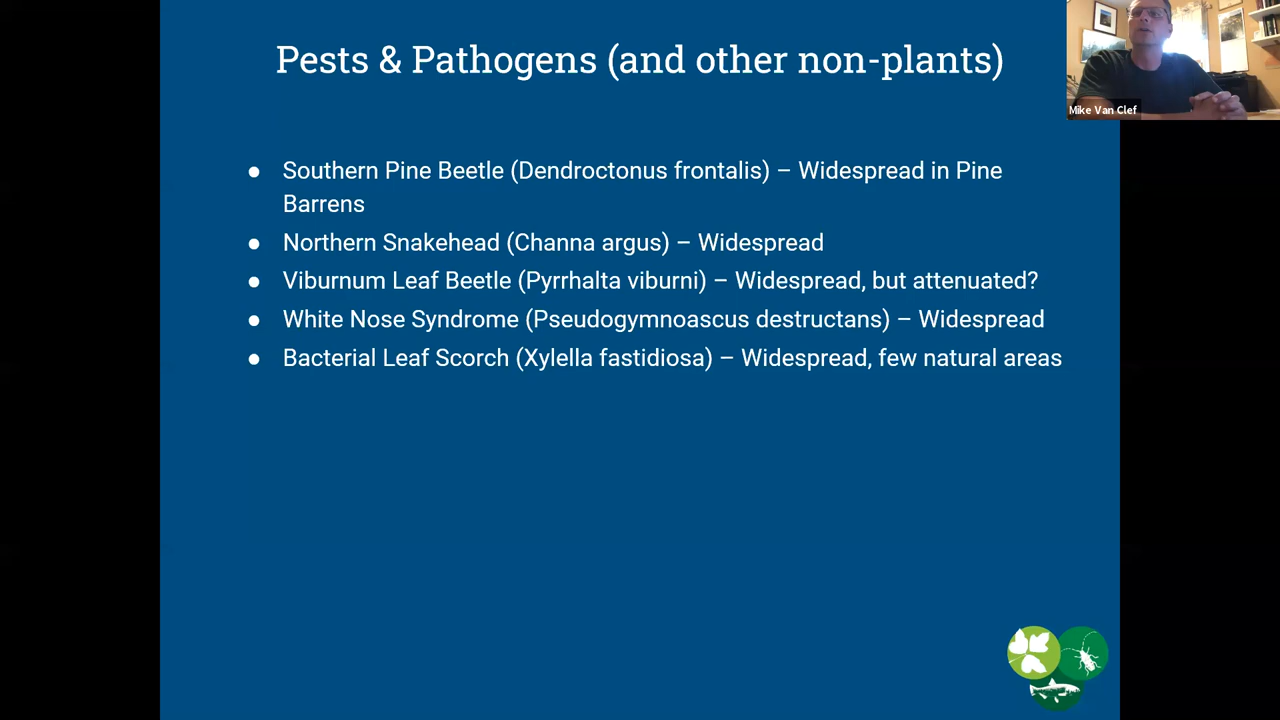 Pests & Pathogens (and other non-plants)
Mike Van Clef
● Southern Pine Beetle (Dendroctonus frontalis) – Widespread in Pine
Barrens
● Northern Snakehead (Channa argus) – Widespread
● Viburnum Leaf Beetle (Pyrrhalta viburni) – Widespread, but attenuated?
● White Nose Syndrome (Pseudogymnoascus destructans) – Widespread
● Bacterial Leaf Scorch (Xylella fastidiosa) – Widespread, few natural areas